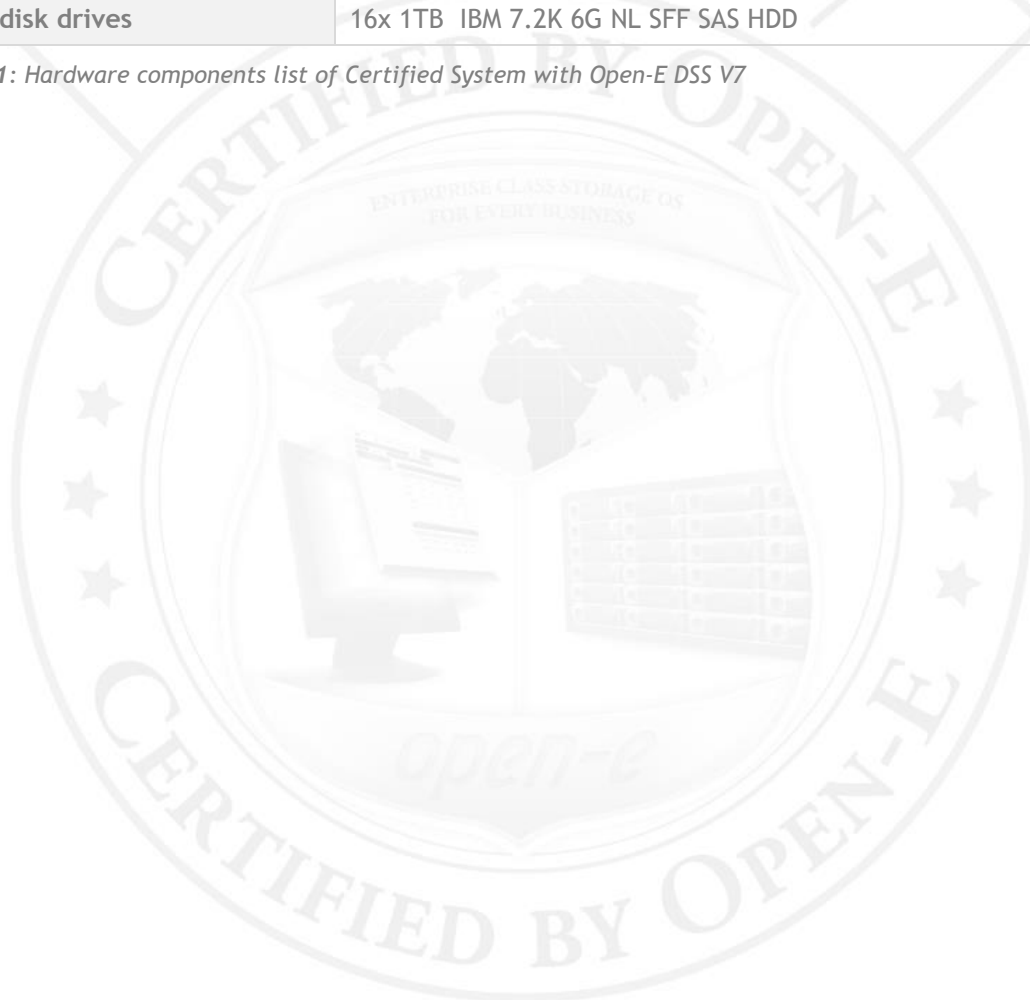 disk drives 16x 1TB IBM 7.2K 6G NL SFF SAS HDD
1: Hardware components list of Certified System with Open-E DSS V7
CERTIFIED BY OPEN-E
ENTERPRISE CLASS STORAGE OS
FOR EVERY BUSINESS
open-e
CERTIFIED BY OPEN-E